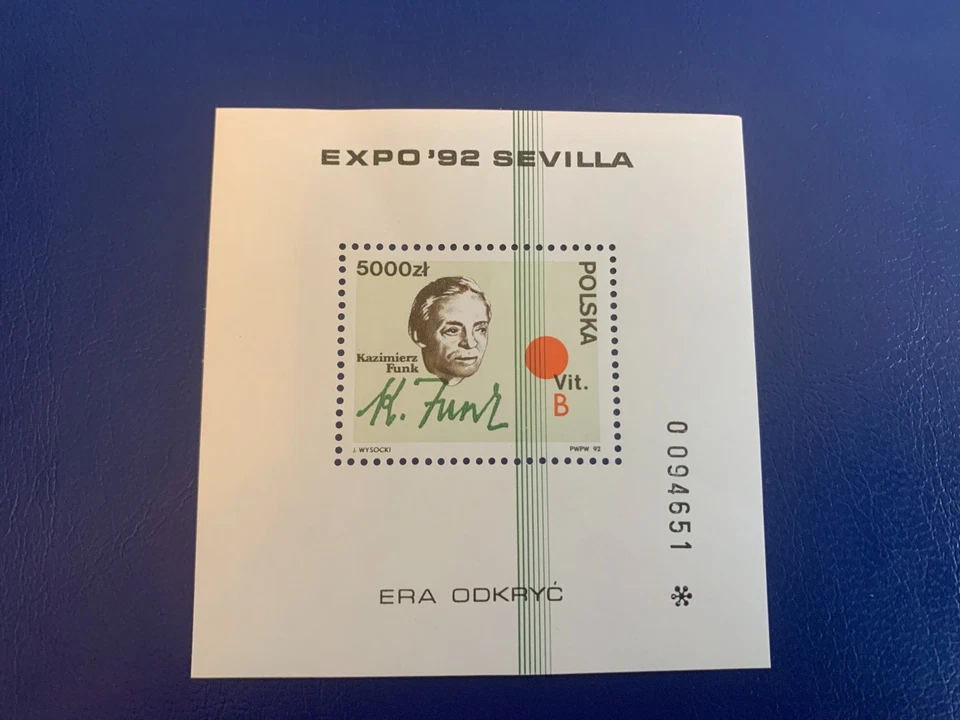 EXPO '92 SEVILLA
5000zł
POLSKA
Kazimierz
Funk
K. Funk
Vit.
B
J. WYSOCKI
PWPW 92
0094651 *
ERA ODKRYĆ